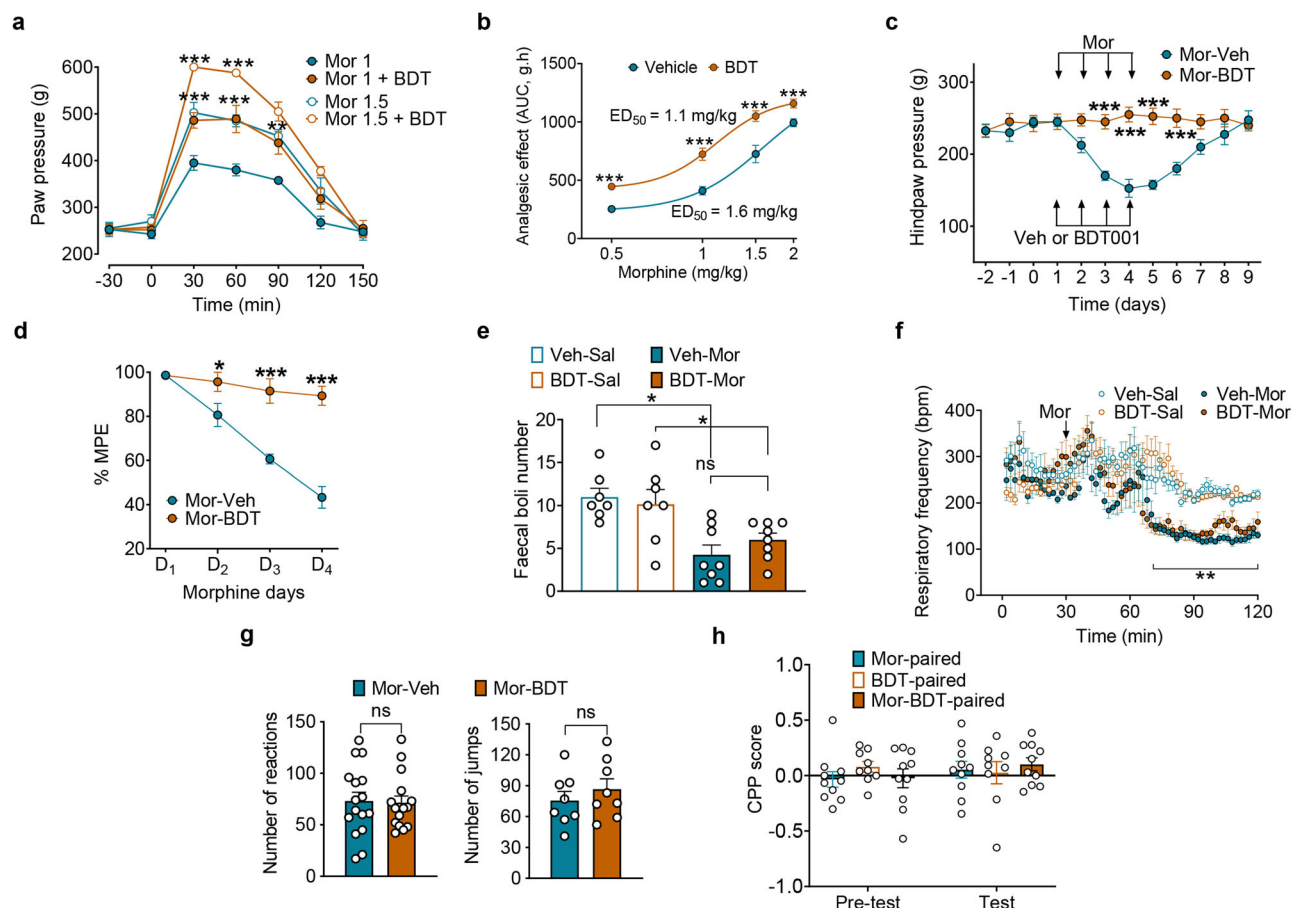 a
Paw pressure (g)
600
500
400
300
200
-30 0 30 60 90 120 150
Time (min)
*** ***
*** ***
**
Mor 1
Mor 1 + BDT
Mor 1.5
Mor 1.5 + BDT
b
Analgesic effect (AUC, g.h)
1500
1000
500
0
Vehicle BDT
ED50 = 1.1 mg/kg
ED50 = 1.6 mg/kg
*** *** *** ***
0.5 1 1.5 2
Morphine (mg/kg)
c
Mor
Mor-Veh
Mor-BDT
Hindpaw pressure (g)
300
200
100
*** ***
*** ***
Veh or BDT001
-2 -1 0 1 2 3 4 5 6 7 8 9
Time (days)
d
% MPE
100
80
60
40
20
* *** ***
Mor-Veh
Mor-BDT
D1 D2 D3 D4
Morphine days
e
Veh-Sal Veh-Mor
BDT-Sal BDT-Mor
Faecal boli number
20
15
10
5
0
*
*
ns
f
Veh-Sal Veh-Mor
BDT-Sal BDT-Mor
Mor
Respiratory frequency (bpm)
400
300
200
100
0
**
0 30 60 90 120
Time (min)
g
Mor-Veh Mor-BDT
Number of reactions
150
100
50
0
ns
Number of jumps
150
120
90
60
30
0
ns
h
Mor-paired
BDT-paired
Mor-BDT-paired
CPP score
1.0
0.5
0.0
-0.5
-1.0
Pre-test Test